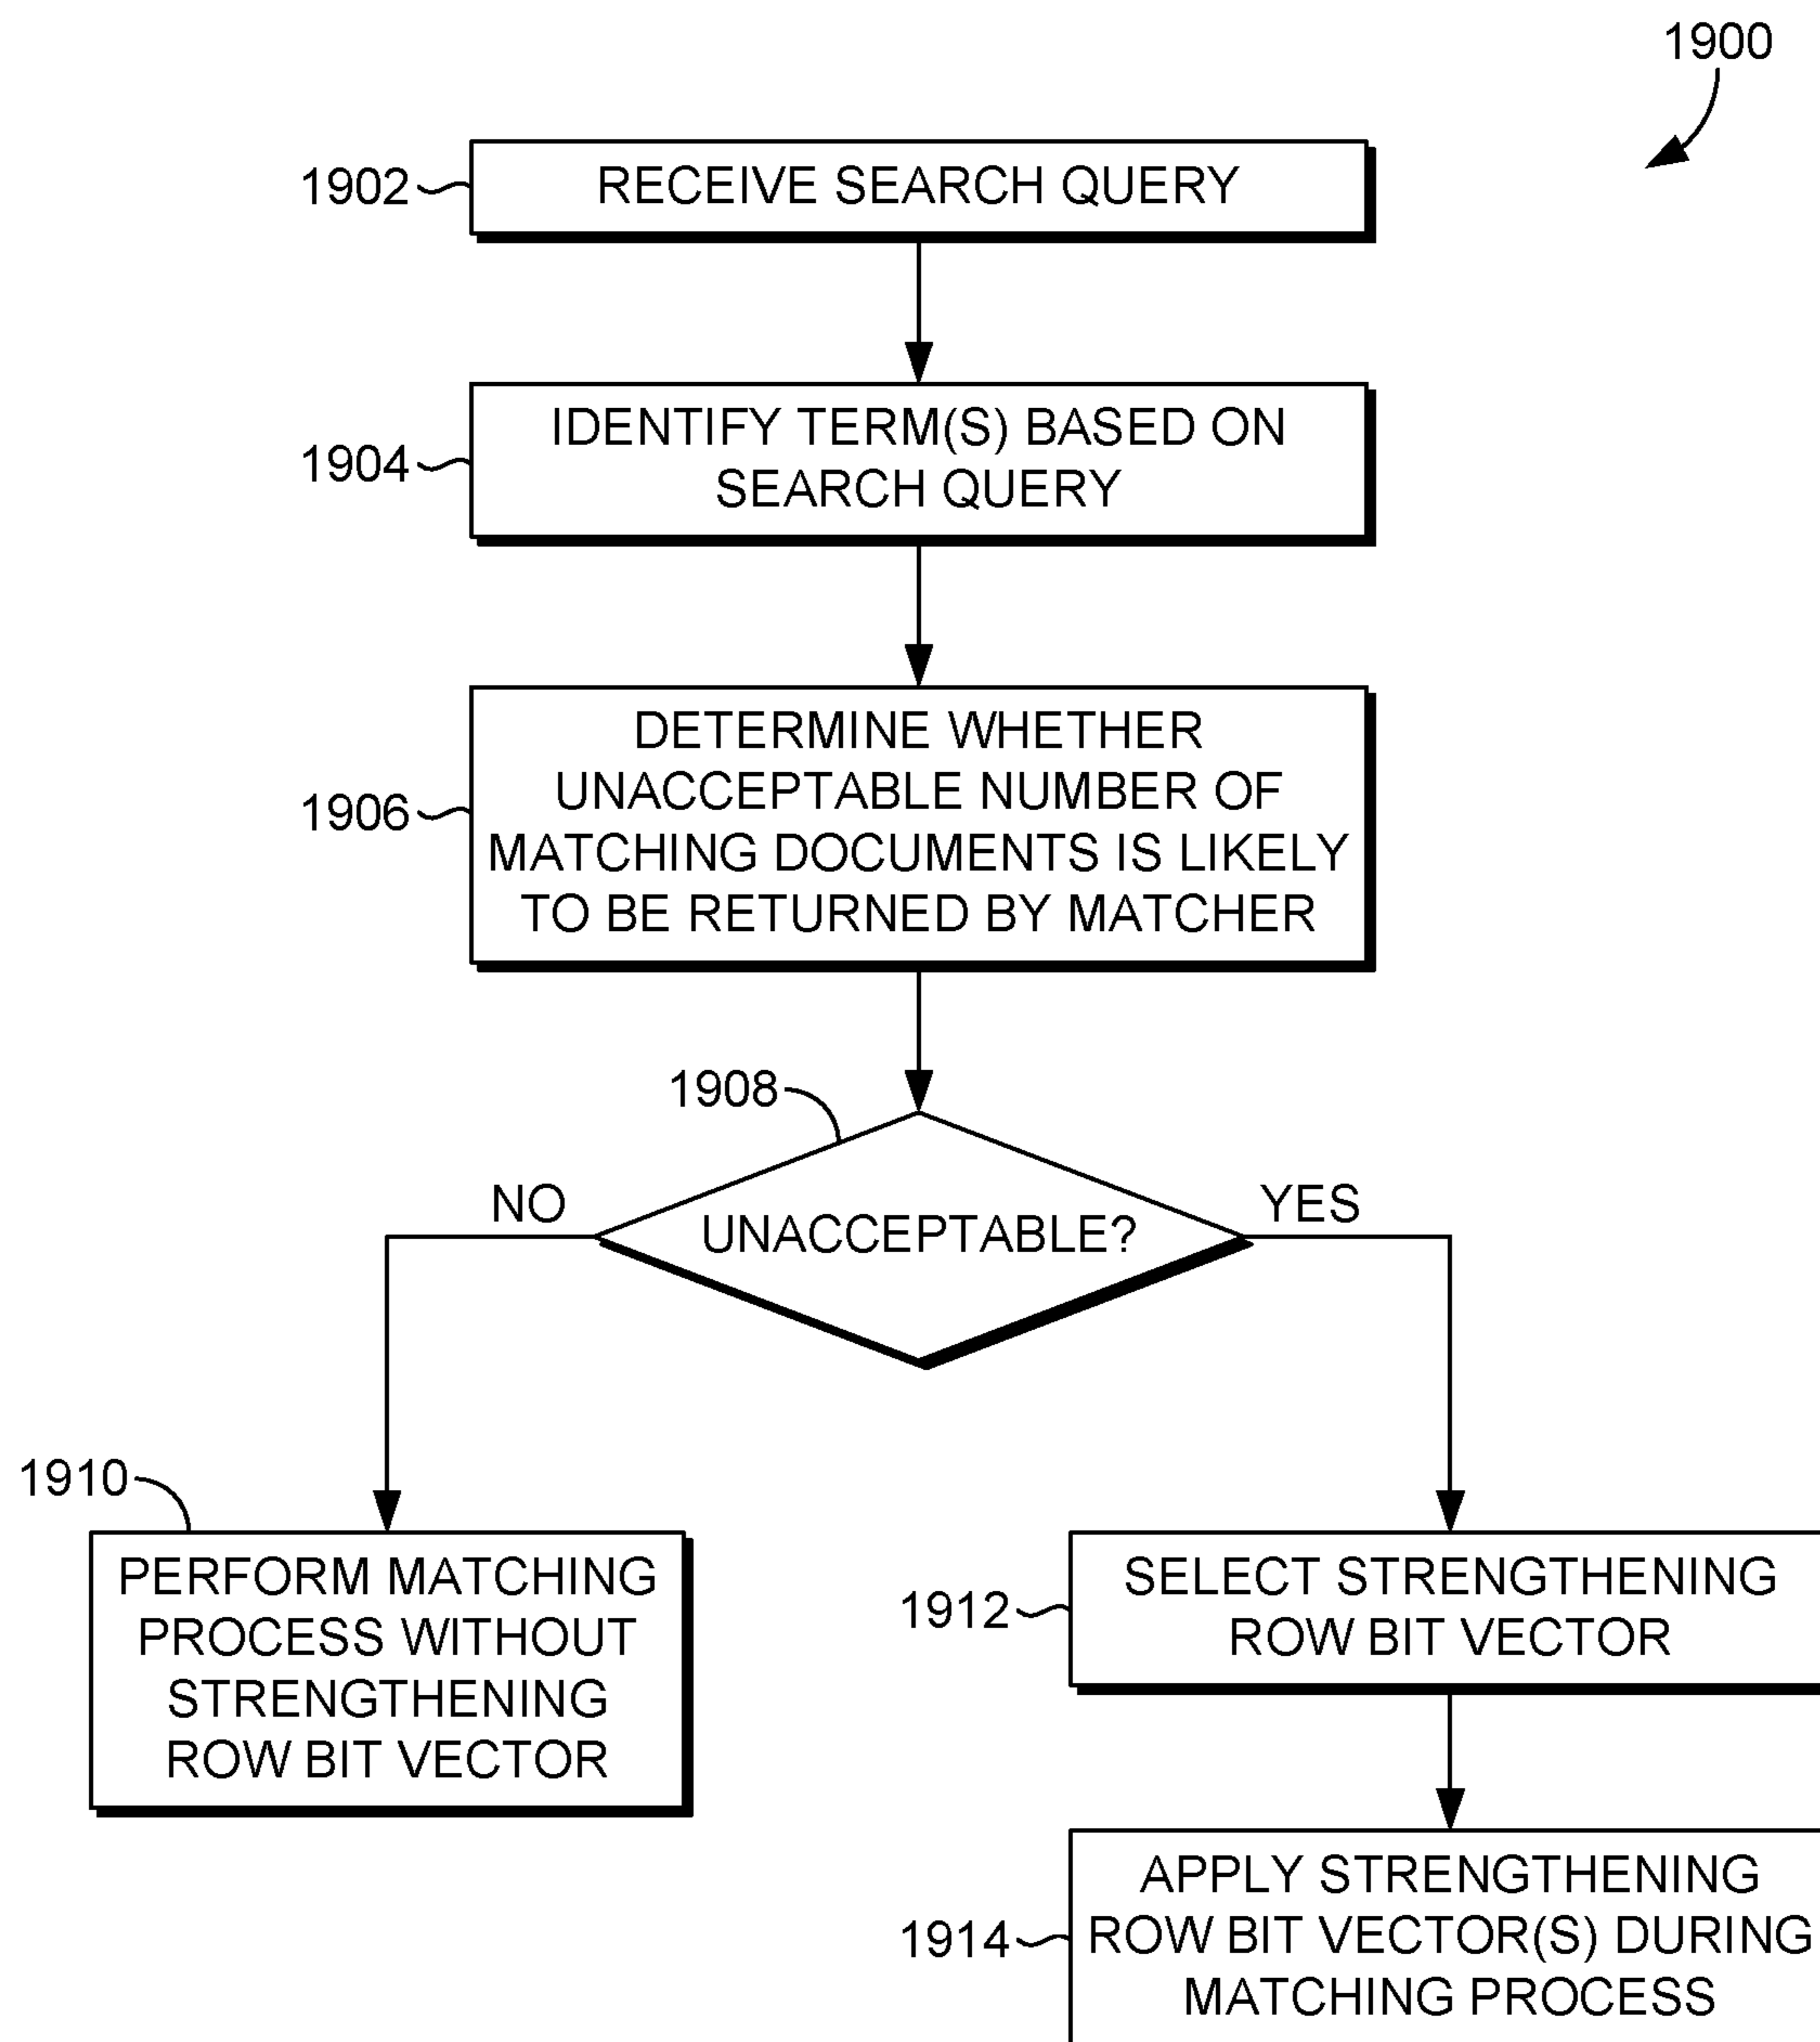 1900
1902
RECEIVE SEARCH QUERY
1904
IDENTIFY TERM(S) BASED ON
SEARCH QUERY
1906
DETERMINE WHETHER
UNACCEPTABLE NUMBER OF
MATCHING DOCUMENTS IS LIKELY
TO BE RETURNED BY MATCHER
1908
NO
UNACCEPTABLE?
YES
1910
PERFORM MATCHING
PROCESS WITHOUT
STRENGTHENING
ROW BIT VECTOR
1912
SELECT STRENGTHENING
ROW BIT VECTOR
1914
APPLY STRENGTHENING
ROW BIT VECTOR(S) DURING
MATCHING PROCESS